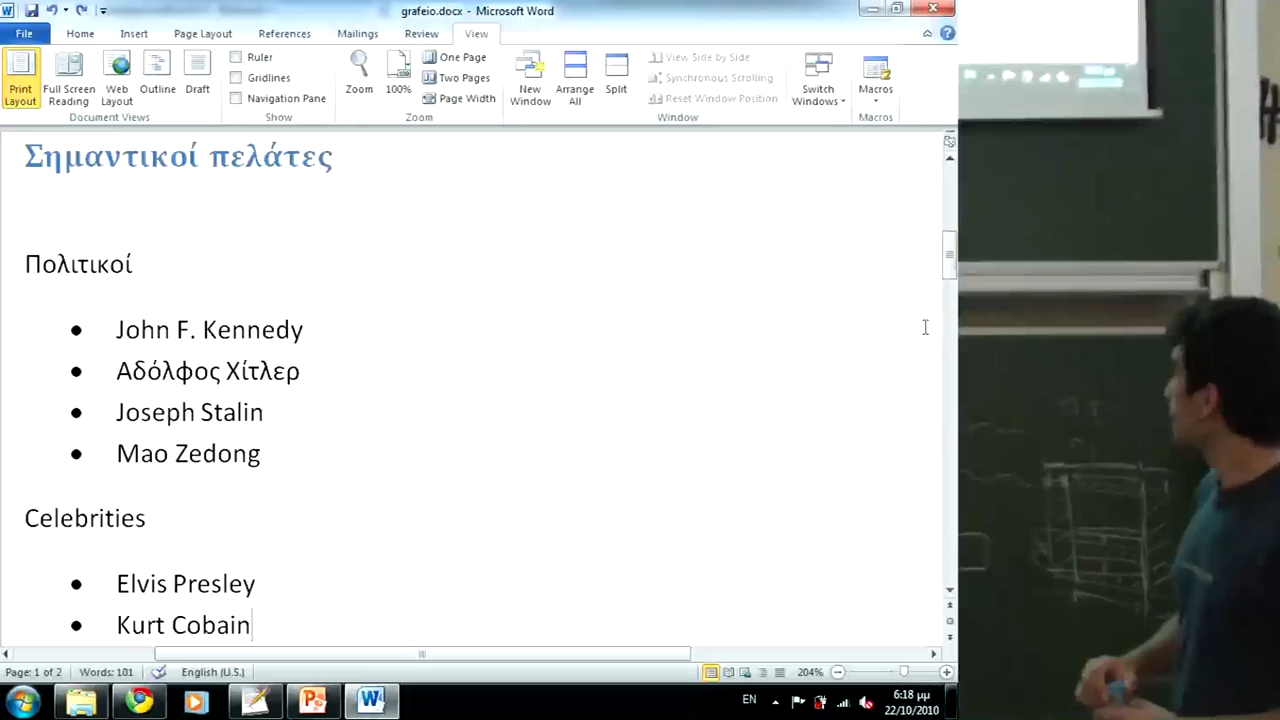 grafeio.docx - Microsoft Word
File Home Insert Page Layout References Mailings Review View
Print Layout
Full Screen Reading
Web Layout
Outline
Draft
Document Views
Ruler
Gridlines
Navigation Pane
Show
Zoom
100%
One Page
Two Pages
Page Width
Zoom
New Window
Arrange All
Split
View Side by Side
Synchronous Scrolling
Reset Window Position
Window
Switch Windows
Macros
Macros
Σημαντικοί πελάτες
Πολιτικοί
• John F. Kennedy
• Αδόλφος Χίτλερ
• Joseph Stalin
• Mao Zedong
Celebrities
• Elvis Presley
• Kurt Cobain
Page: 1 of 2 Words: 101 English (U.S.) 204%
EN 6:18 μμ
22/10/2010